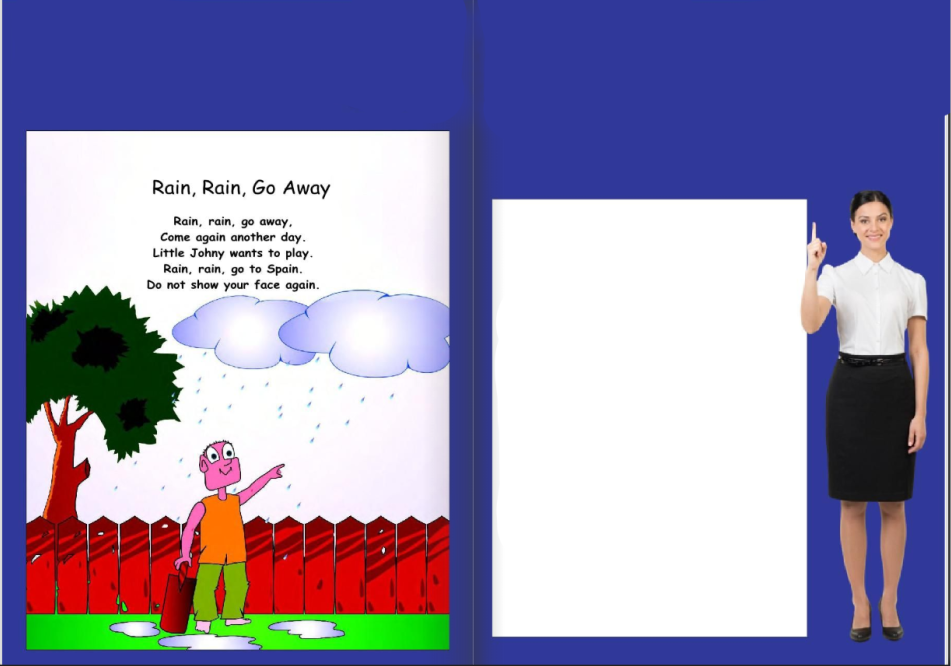 Rain, Rain, Go Away
Rain, rain, go away,
Come again another day.
Little Johny wants to play.
Rain, rain, go to Spain.
Do not show your face again.